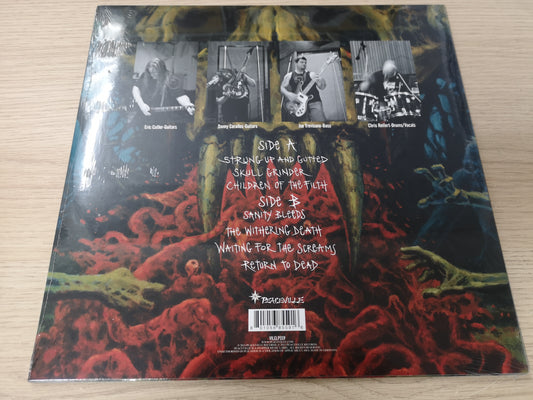 Eric Cutler-Guitars
Danny Coralles-Guitars
Joe Trevisano-Bass
Chris Reifert-Drums/Vocals
SIDE A
STRUNG UP AND GUTTED
SKULL GRINDER
CHILDREN OF THE FILTH
SIDE B
SANITY BLEEDS
THE WITHERING DEATH
WAITING FOR THE SCREAMS
RETURN TO DEAD
PEACEVILLE